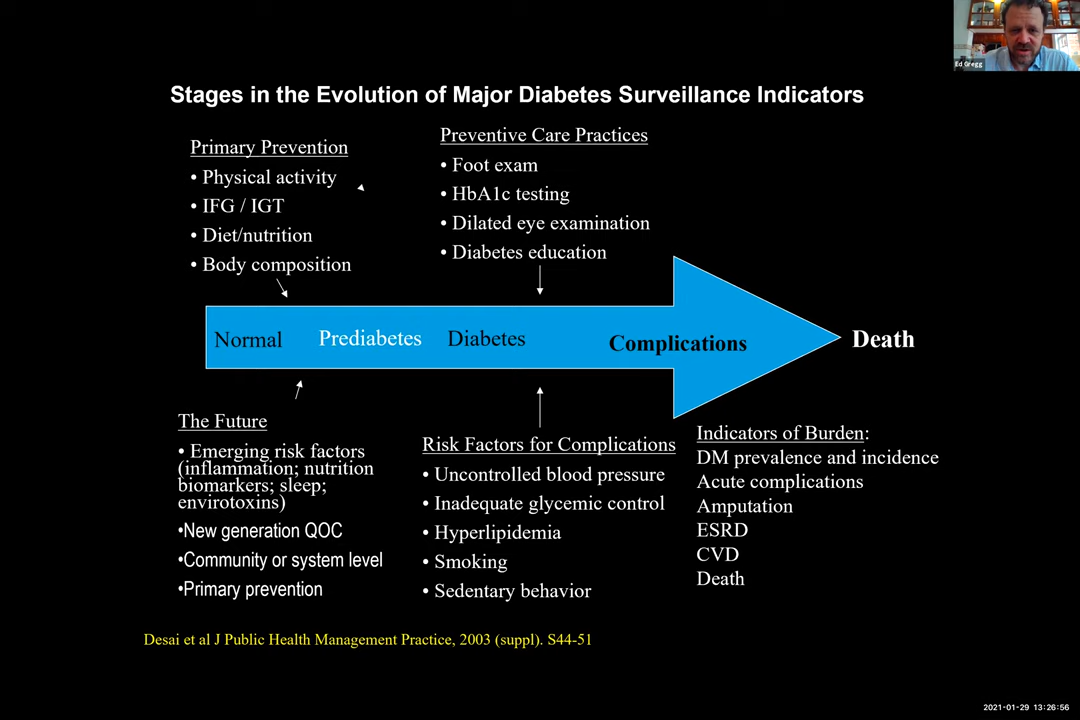 Ed Gregg
Stages in the Evolution of Major Diabetes Surveillance Indicators
Primary Prevention
• Physical activity
• IFG / IGT
• Diet/nutrition
• Body composition
Preventive Care Practices
• Foot exam
• HbA1c testing
• Dilated eye examination
• Diabetes education
Normal
Prediabetes
Diabetes
Complications
Death
The Future
• Emerging risk factors
(inflammation; nutrition
biomarkers; sleep;
envirotoxins)
•New generation QOC
•Community or system level
•Primary prevention
Risk Factors for Complications
• Uncontrolled blood pressure
• Inadequate glycemic control
• Hyperlipidemia
• Smoking
• Sedentary behavior
Indicators of Burden:
DM prevalence and incidence
Acute complications
Amputation
ESRD
CVD
Death
Desai et al J Public Health Management Practice, 2003 (suppl). S44-51
2021-01-29 13:26:56